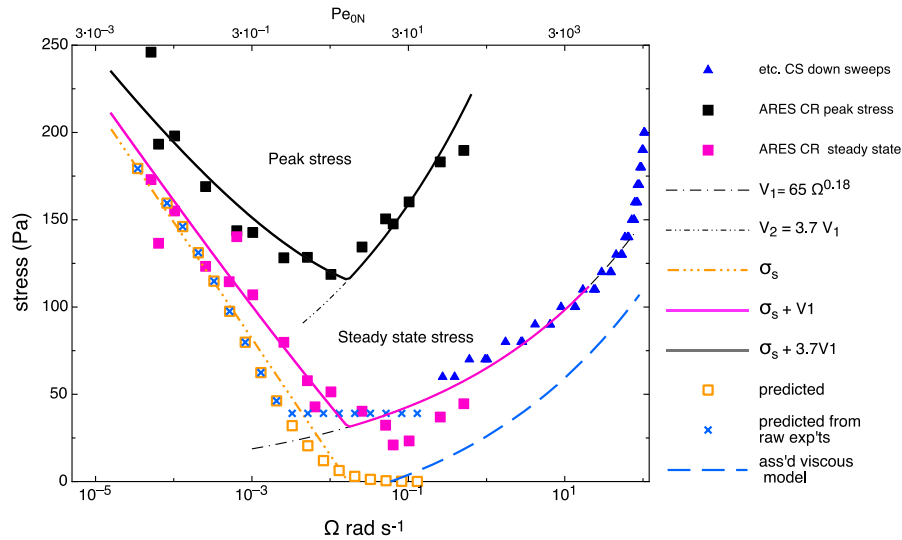 Pe0N
3·10⁻³ 3·10⁻¹ 3·10¹ 3·10³
250
200
150
100
50
0
stress (Pa)
Peak stress
Steady state stress
10⁻⁵ 10⁻³ 10⁻¹ 10¹
Ω rad s⁻¹
etc. CS down sweeps
ARES CR peak stress
ARES CR steady state
V₁= 65 Ω⁰·¹⁸
V₂ = 3.7 V₁
σₛ
σₛ + V1
σₛ + 3.7V1
predicted
predicted from
raw exp'ts
ass'd viscous
model